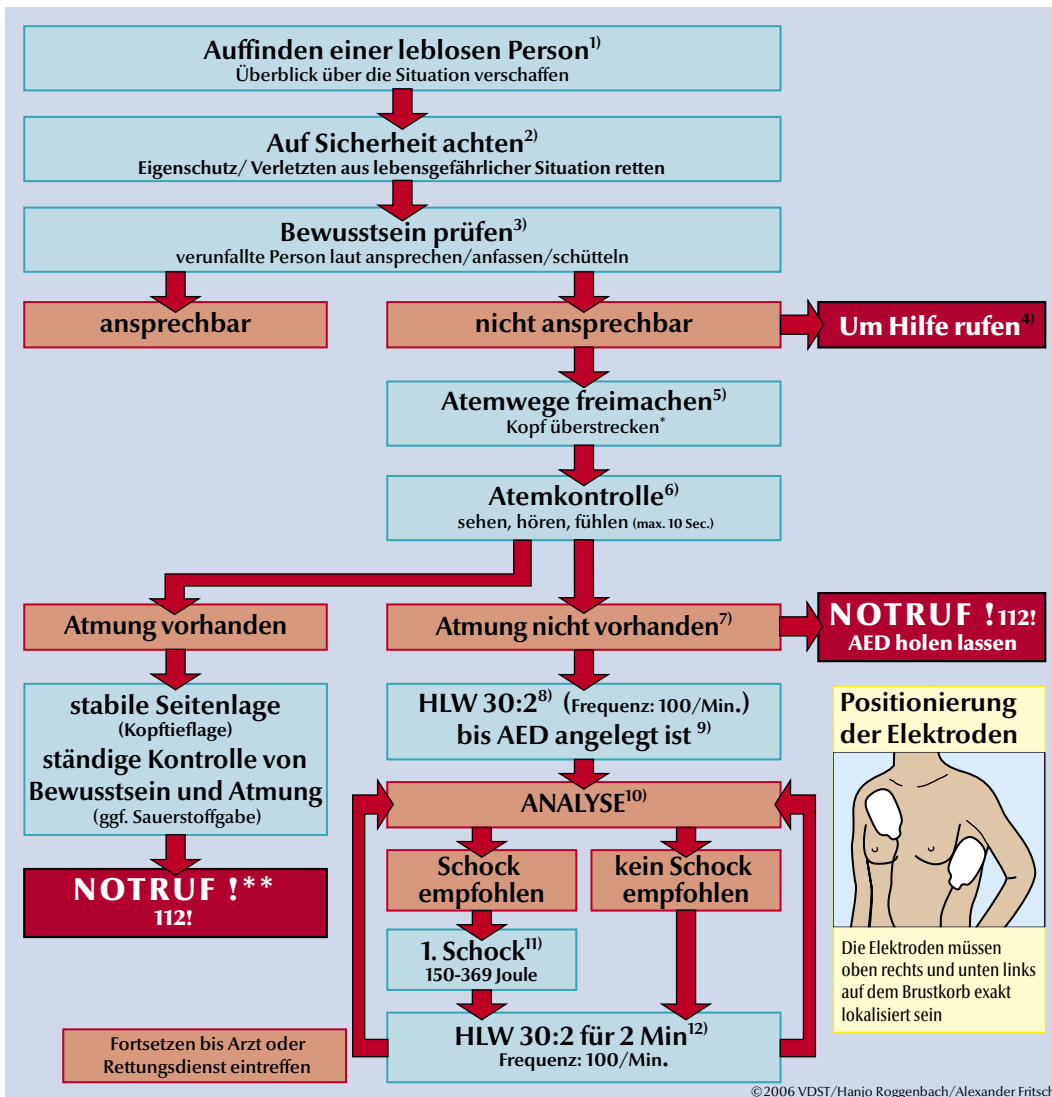 Auffinden einer leblosen Person1)
Überblick über die Situation verschaffen
Auf Sicherheit achten2)
Eigenschutz/ Verletzten aus lebensgefährlicher Situation retten
Bewusstsein prüfen3)
verunfallte Person laut ansprechen/anfassen/schütteln
ansprechbar
nicht ansprechbar
Um Hilfe rufen4)
Atemwege freimachen5)
Kopf überstrecken*
Atemkontrolle6)
sehen, hören, fühlen (max. 10 Sec.)
Atmung vorhanden
Atmung nicht vorhanden7)
NOTRUF !112!
AED holen lassen
stabile Seitenlage
(Kopftieflage)
ständige Kontrolle von
Bewusstsein und Atmung
(ggf. Sauerstoffgabe)
NOTRUF !**
112!
HLW 30:28) (Frequenz: 100/Min.)
bis AED angelegt ist 9)
ANALYSE10)
Schock
empfohlen
kein Schock
empfohlen
1. Schock11)
150-369 Joule
HLW 30:2 für 2 Min12)
Frequenz: 100/Min.
Positionierung
der Elektroden
Die Elektroden müssen
oben rechts und unten links
auf dem Brustkorb exakt
lokalisiert sein
Fortsetzen bis Arzt oder
Rettungsdienst eintreffen
©2006 VDST/Hanjo Roggenbach/Alexander Fritsch